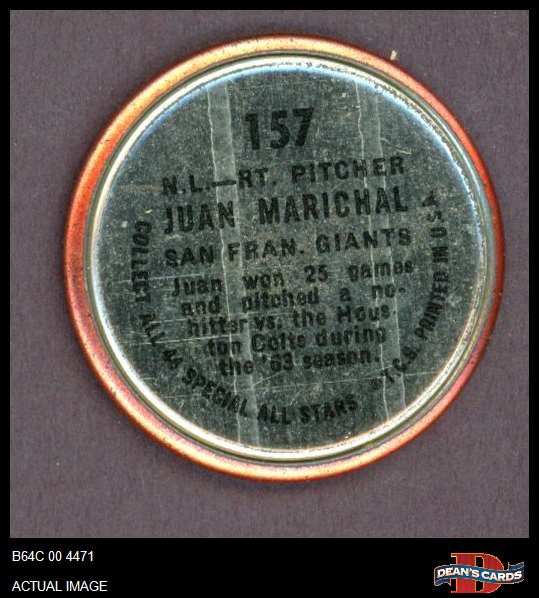 157
N.L.—RT. PITCHER
JUAN MARICHAL
SAN FRAN. GIANTS
Juan won 25 games
and pitched a no-
hitter vs. the Hous-
ton Colts during
the '63 season.
COLLECT ALL 44 SPECIAL ALL STARS © T.C.G. PRINTED IN U.S.A.
B64C 00 4471
ACTUAL IMAGE
D
DEAN'S CARDS